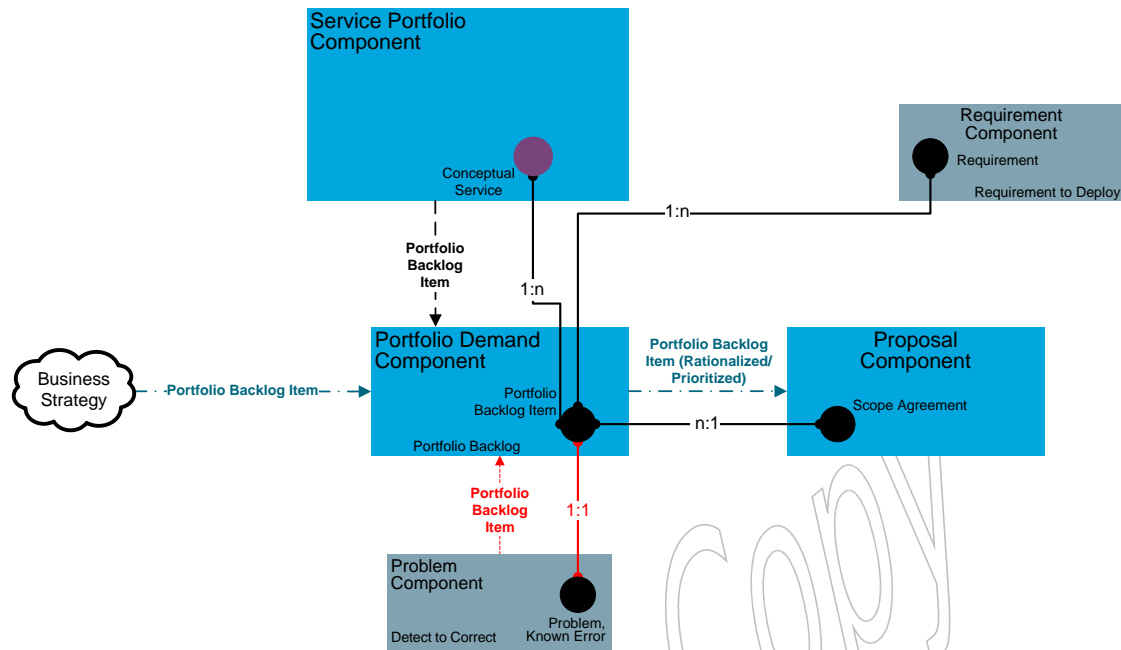 Service Portfolio
Component
Conceptual
Service
Requirement
Component
Requirement
Requirement to Deploy
1:n
Portfolio
Backlog
Item
1:n
Portfolio Demand
Component
Portfolio
Backlog Item
Portfolio Backlog
Portfolio Backlog
Item (Rationalized/
Prioritized)
Proposal
Component
Scope Agreement
Business
Strategy
Portfolio Backlog Item
n:1
Portfolio
Backlog
Item
1:1
Problem
Component
Problem,
Known Error
Detect to Correct
Copy